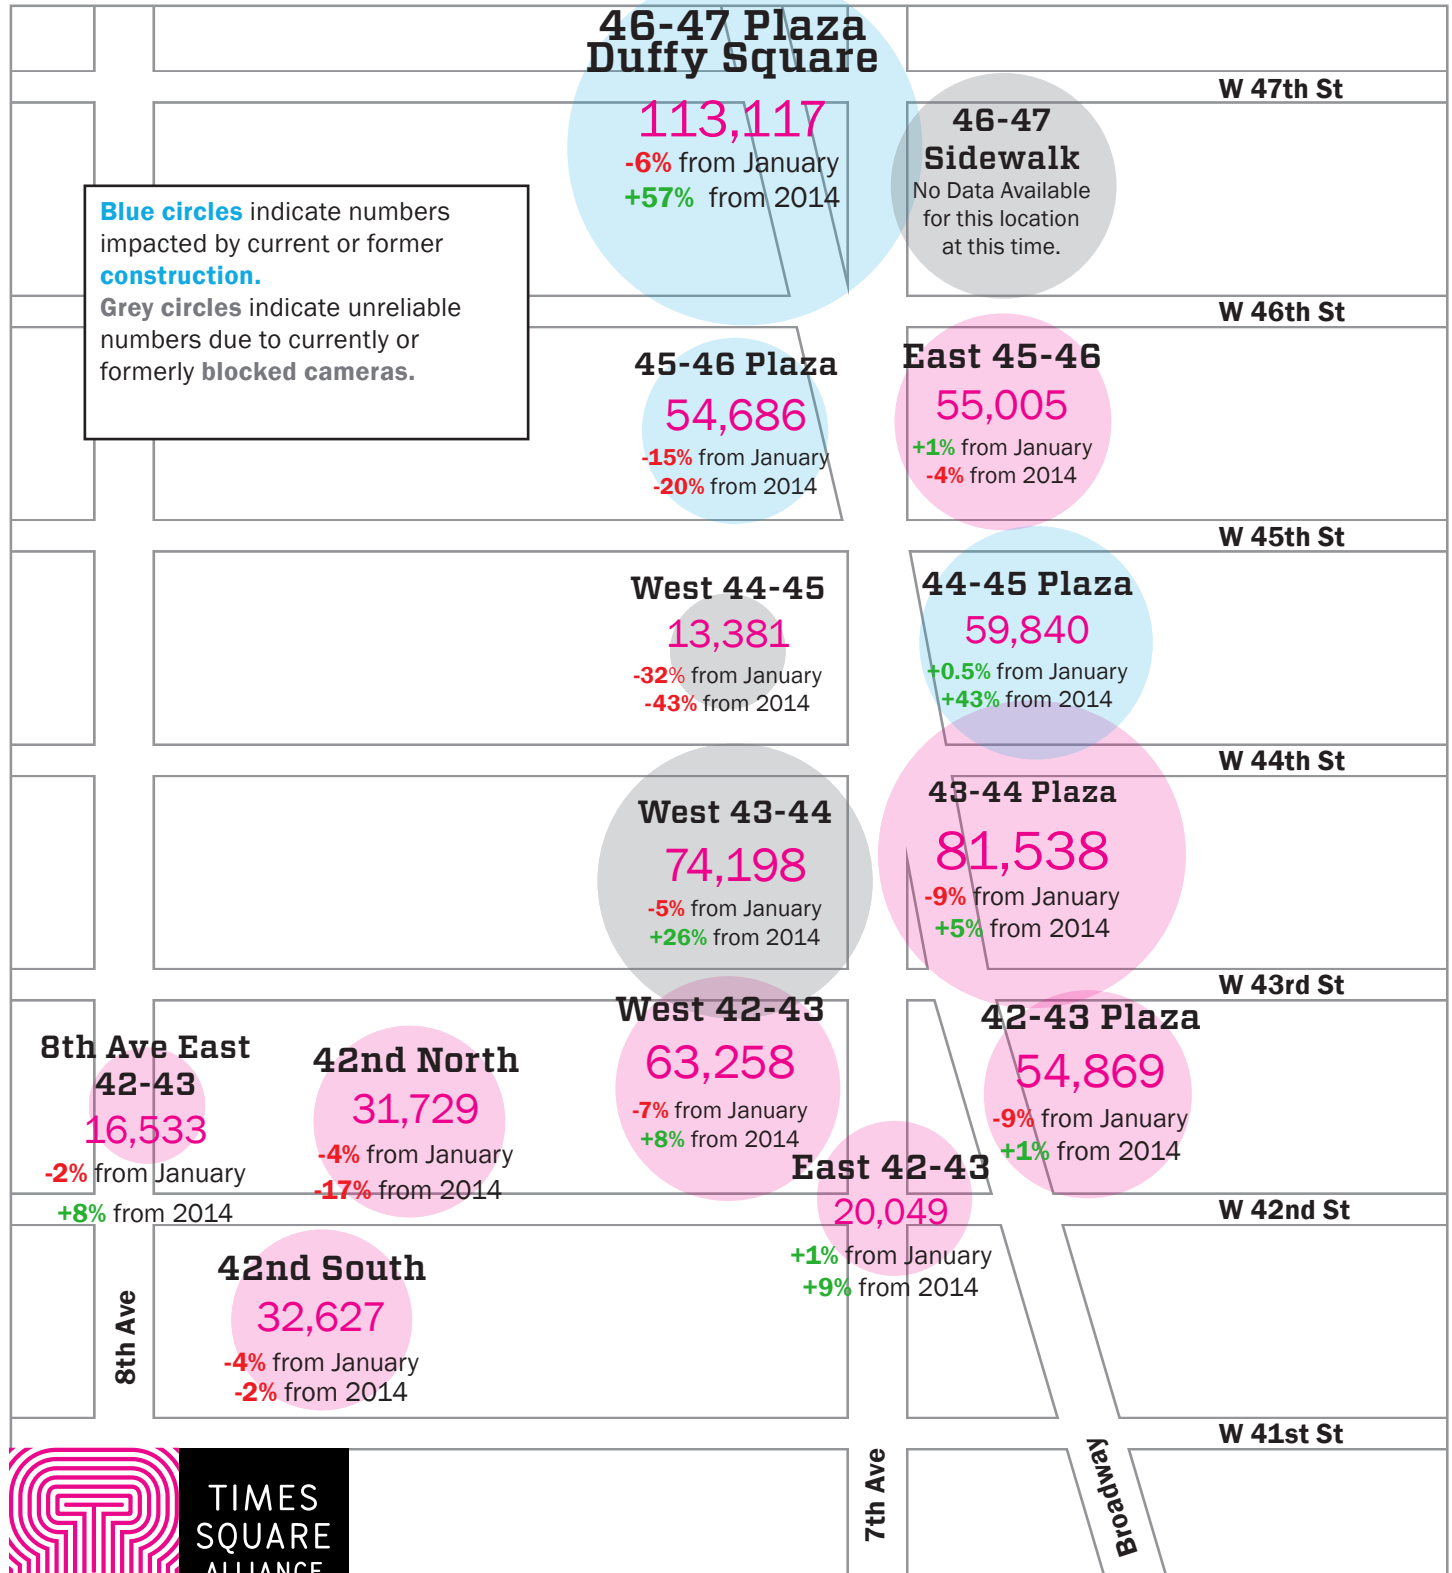 46-47 Plaza
Duffy Square
113,117
-6% from January
+57% from 2014
W 47th St
46-47
Sidewalk
No Data Available
for this location
at this time.
Blue circles indicate numbers
impacted by current or former
construction.
Grey circles indicate unreliable
numbers due to currently or
formerly blocked cameras.
W 46th St
45-46 Plaza
54,686
-15% from January
-20% from 2014
East 45-46
55,005
+1% from January
-4% from 2014
W 45th St
West 44-45
13,381
-32% from January
-43% from 2014
44-45 Plaza
59,840
+0.5% from January
+43% from 2014
W 44th St
West 43-44
74,198
-5% from January
+26% from 2014
43-44 Plaza
81,538
-9% from January
+5% from 2014
W 43rd St
8th Ave East
42-43
16,533
-2% from January
+8% from 2014
42nd North
31,729
-4% from January
-17% from 2014
West 42-43
63,258
-7% from January
+8% from 2014
42-43 Plaza
54,869
-9% from January
+1% from 2014
East 42-43
20,049
+1% from January
+9% from 2014
W 42nd St
42nd South
32,627
-4% from January
-2% from 2014
8th Ave
W 41st St
7th Ave
Broadway
TIMES
SQUARE
ALLIANCE